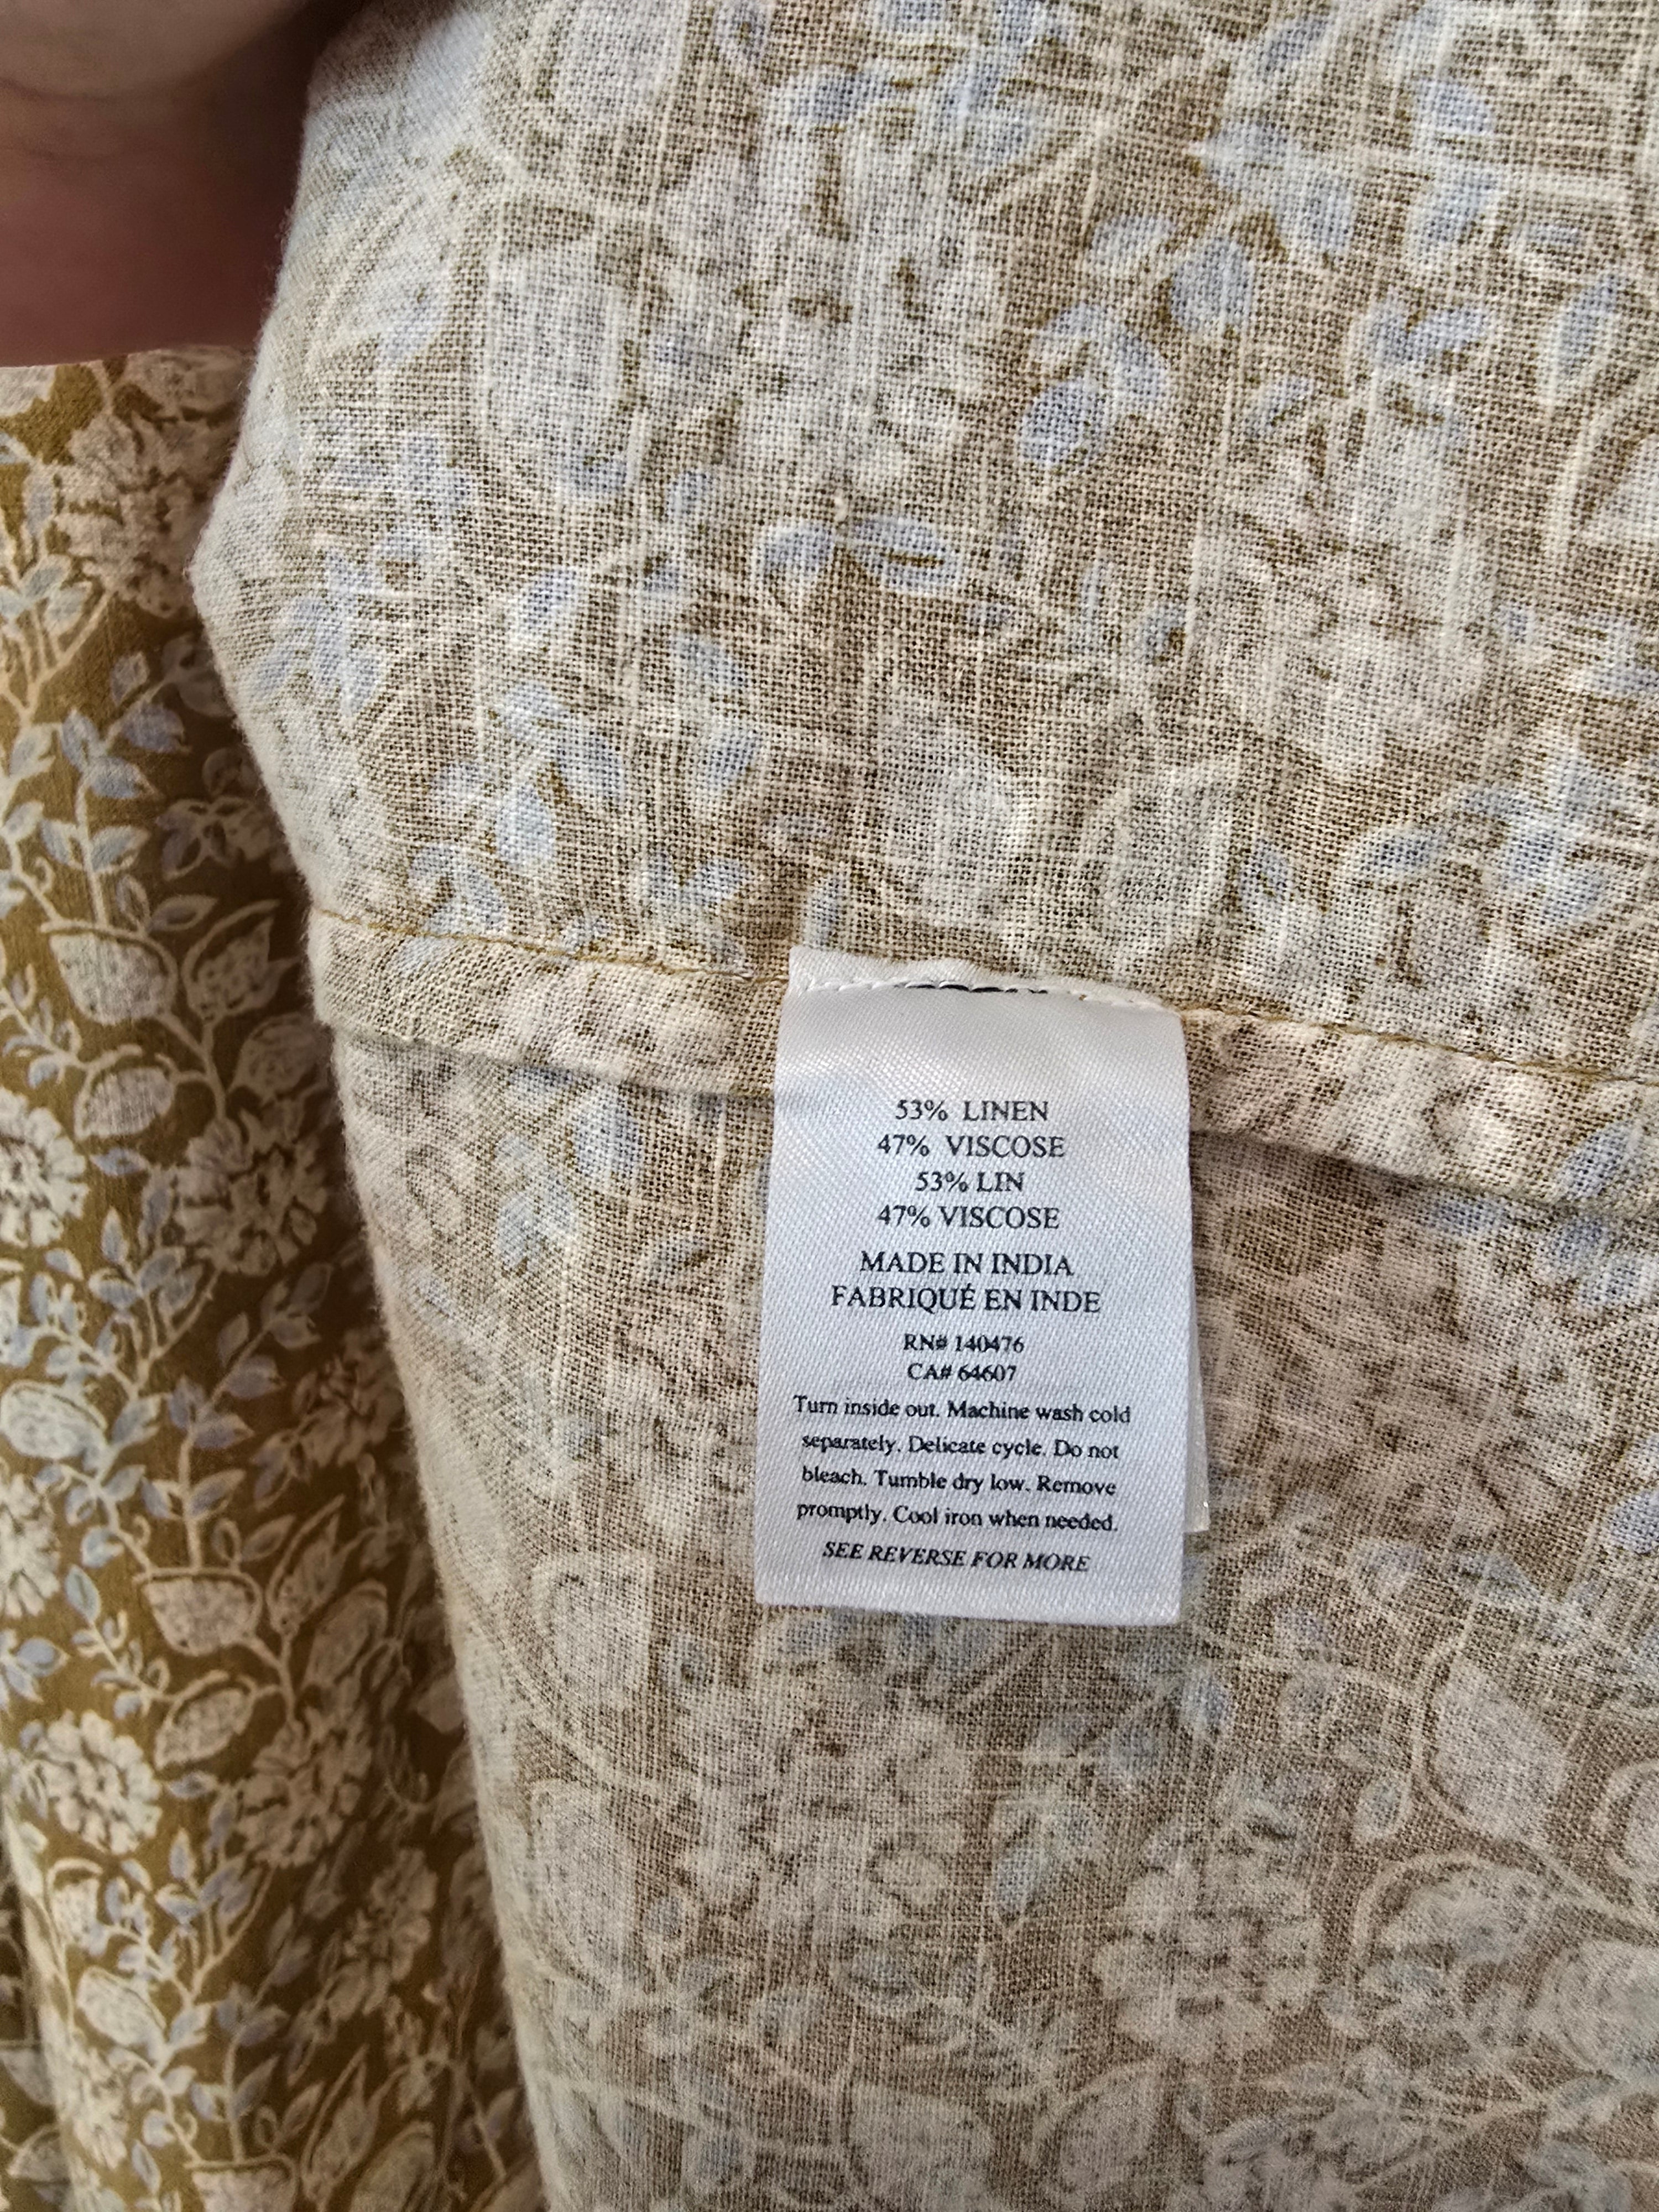 53% LINEN
47% VISCOSE
53% LIN
47% VISCOSE
MADE IN INDIA
FABRIQUÉ EN INDE
RN# 140476
CA# 64607
Turn inside out. Machine wash cold
separately. Delicate cycle. Do not
bleach. Tumble dry low. Remove
promptly. Cool iron when needed.
SEE REVERSE FOR MORE